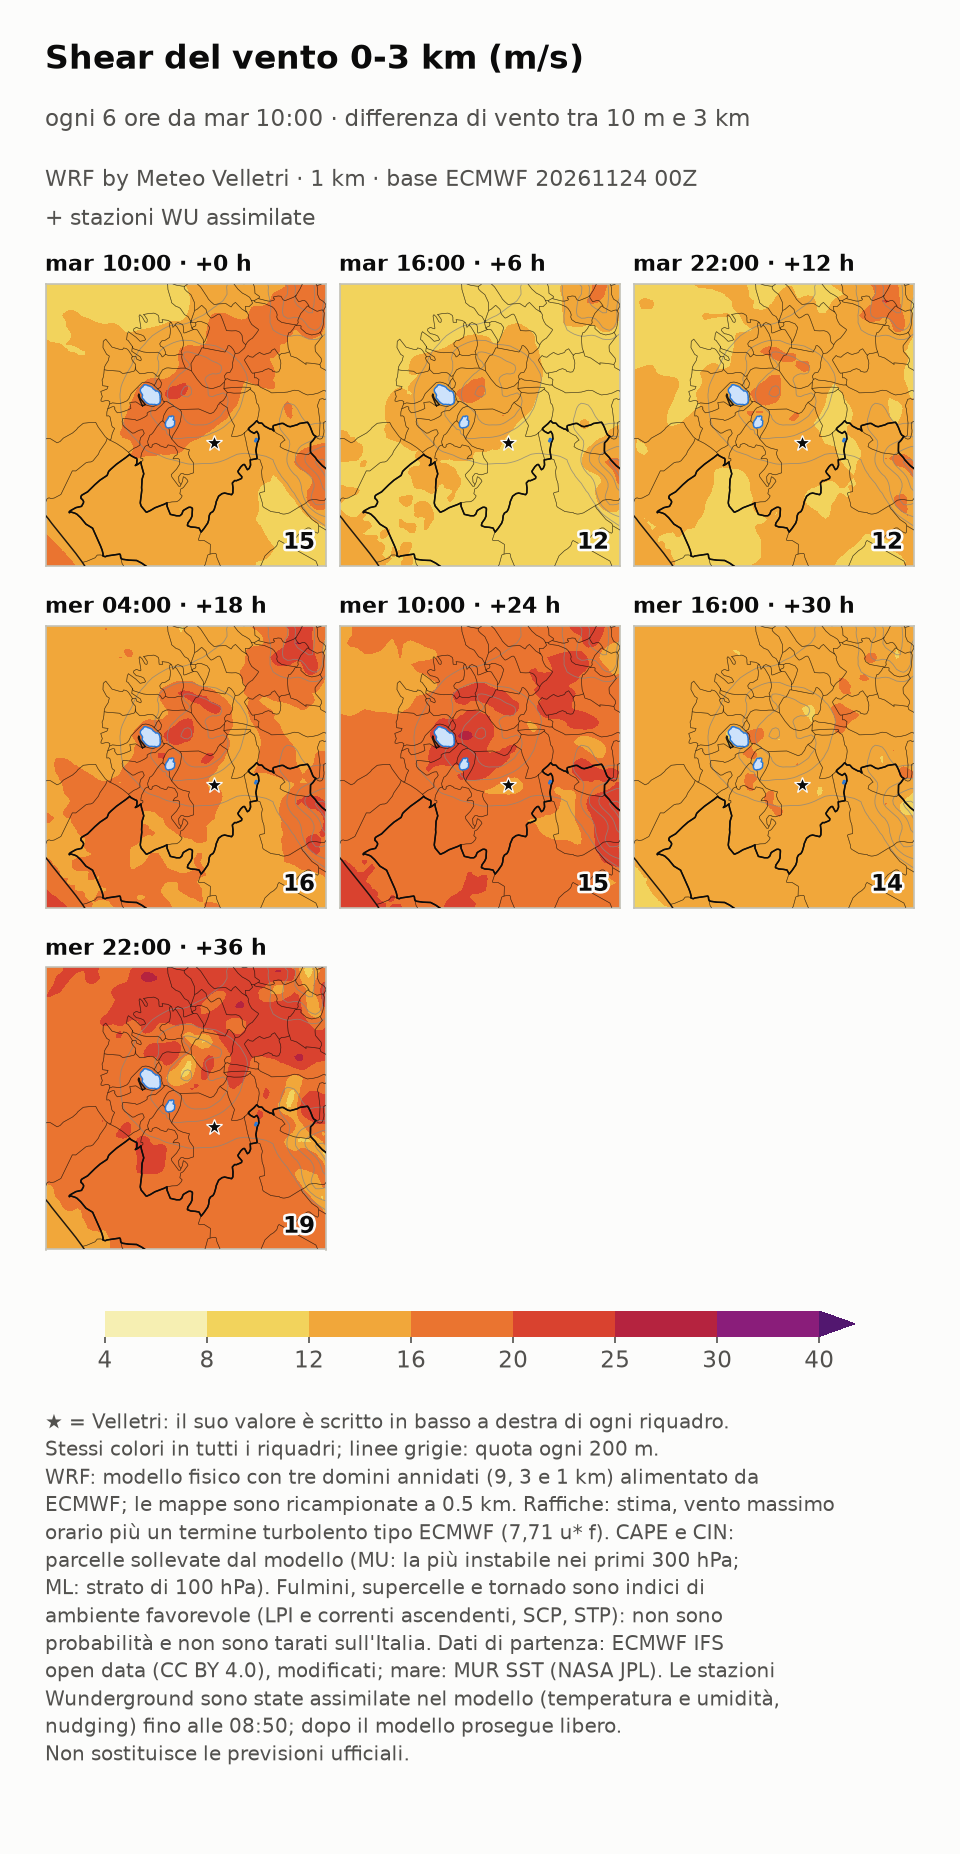 Shear del vento 0-3 km (m/s)
ogni 6 ore da mar 10:00 · differenza di vento tra 10 m e 3 km
WRF by Meteo Velletri · 1 km · base ECMWF 20261124 00Z
+ stazioni WU assimilate
mar 10:00 · +0 h
mar 16:00 · +6 h
mar 22:00 · +12 h
15
12
12
mer 04:00 · +18 h
mer 10:00 · +24 h
mer 16:00 · +30 h
16
15
14
mer 22:00 · +36 h
19
4 8 12 16 20 25 30 40
★ = Velletri: il suo valore è scritto in basso a destra di ogni riquadro.
Stessi colori in tutti i riquadri; linee grigie: quota ogni 200 m.
WRF: modello fisico con tre domini annidati (9, 3 e 1 km) alimentato da
ECMWF; le mappe sono ricampionate a 0.5 km. Raffiche: stima, vento massimo
orario più un termine turbolento tipo ECMWF (7,71 u* f). CAPE e CIN:
parcelle sollevate dal modello (MU: la più instabile nei primi 300 hPa;
ML: strato di 100 hPa). Fulmini, supercelle e tornado sono indici di
ambiente favorevole (LPI e correnti ascendenti, SCP, STP): non sono
probabilità e non sono tarati sull'Italia. Dati di partenza: ECMWF IFS
open data (CC BY 4.0), modificati; mare: MUR SST (NASA JPL). Le stazioni
Wunderground sono state assimilate nel modello (temperatura e umidità,
nudging) fino alle 08:50; dopo il modello prosegue libero.
Non sostituisce le previsioni ufficiali.